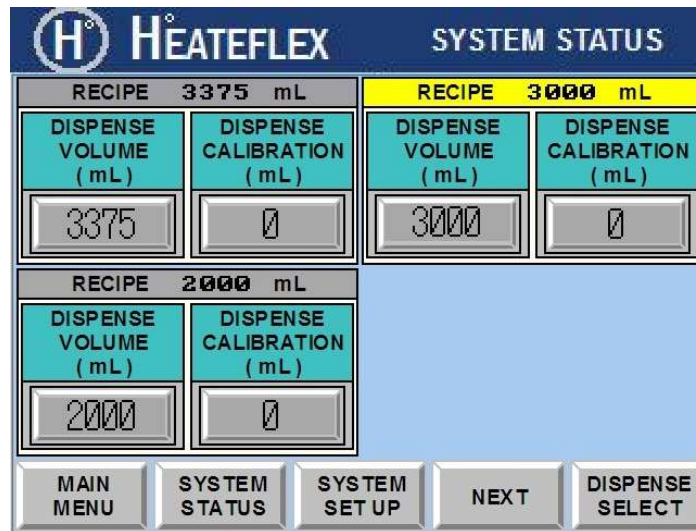 H° HEATEFLEX SYSTEM STATUS
RECIPE 3375 mL
DISPENSE
VOLUME
(mL)
3375
DISPENSE
CALIBRATION
(mL)
0
RECIPE 3000 mL
DISPENSE
VOLUME
(mL)
3000
DISPENSE
CALIBRATION
(mL)
0
RECIPE 2000 mL
DISPENSE
VOLUME
(mL)
2000
DISPENSE
CALIBRATION
(mL)
0
MAIN
MENU
SYSTEM
STATUS
SYSTEM
SET UP
NEXT
DISPENSE
SELECT